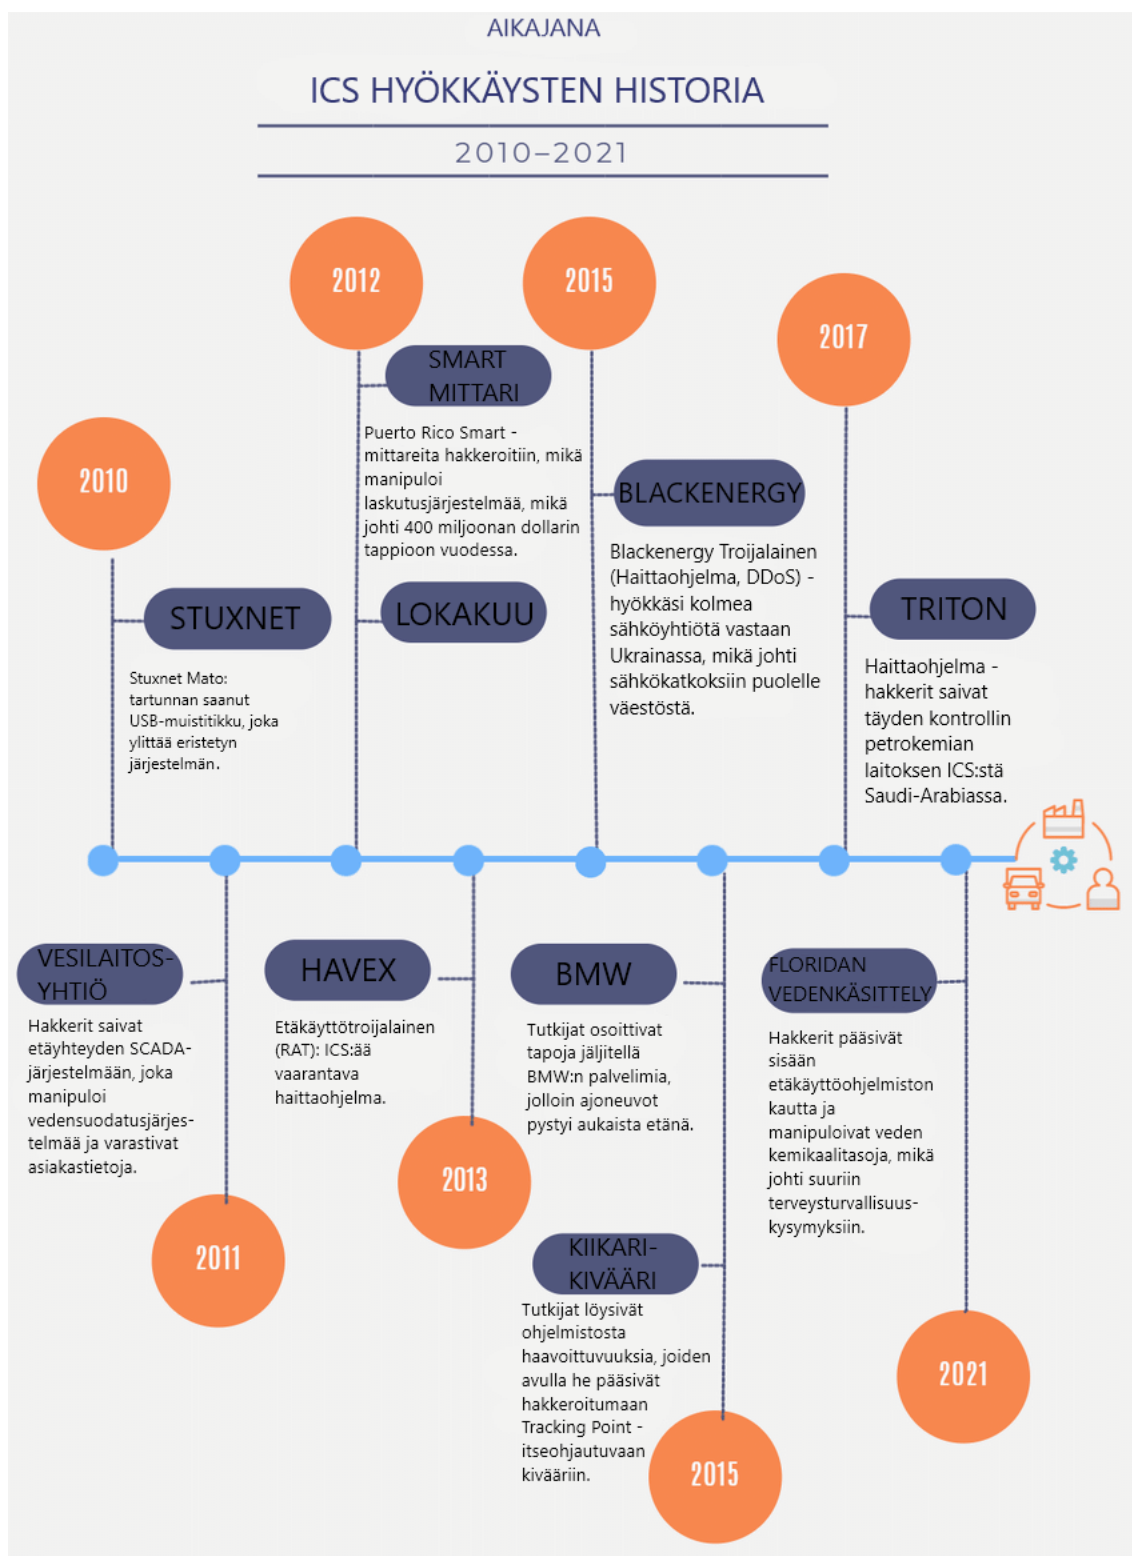 AIKAJANA
ICS HYÖKKÄYSTEN HISTORIA
2010–2021
2010
STUXNET
Stuxnet Mato:
tartunnan saanut
USB-muistitikku, joka
ylittää eristetyn
järjestelmän.
2012
SMART
MITTARI
Puerto Rico Smart -
mittareita hakkeroitiin, mikä
manipuloi
laskutusjärjestelmää, mikä
johti 400 miljoonan dollarin
tappioon vuodessa.
LOKAKUU
2015
BLACKENERGY
Blackenergy Troijalainen
(Haittaohjelma, DDoS) -
hyökkäsi kolmea
sähköyhtiötä vastaan
Ukrainassa, mikä johti
sähkökatkoksiin puolelle
väestöstä.
2017
TRITON
Haittaohjelma -
hakkerit saivat
täyden kontrollin
petrokemian
laitoksen ICS:stä
Saudi-Arabiassa.
VESILAITOS-
YHTIÖ
Hakkerit saivat
etäyhteyden SCADA-
järjestelmään, joka
manipuloi
vedensuodatusjärjes-
telmää ja varastivat
asiakastietoja.
2011
HAVEX
Etäkäyttötroijalainen
(RAT): ICS:ää
vaarantava
haittaohjelma.
2013
BMW
Tutkijat osoittivat
tapoja jäljitellä
BMW:n palvelimia,
jolloin ajoneuvot
pystyi aukaista etänä.
KIIKARI-
KIVÄÄRI
Tutkijat löysivät
ohjelmistosta
haavoittuvuuksia, joiden
avulla he pääsivät
hakkeroitumaan
Tracking Point -
itseohjautuvaan
kivääriin.
2015
FLORIDAN
VEDENKÄSITTELY
Hakkerit pääsivät
sisään
etäkäyttöohjelmiston
kautta ja
manipuloivat veden
kemikaalitasoja, mikä
johti suuriin
terveysturvallisuus-
kysymyksiin.
2021